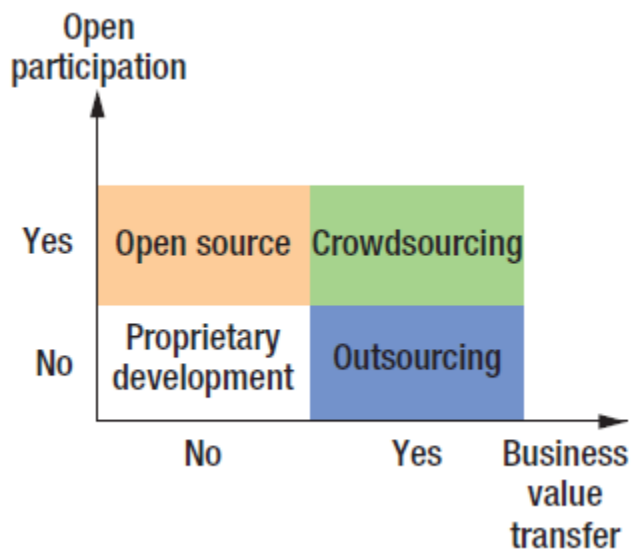 Open
participation
Yes
Open source
Crowdsourcing
No
Proprietary
development
Outsourcing
No
Yes
Business
value
transfer